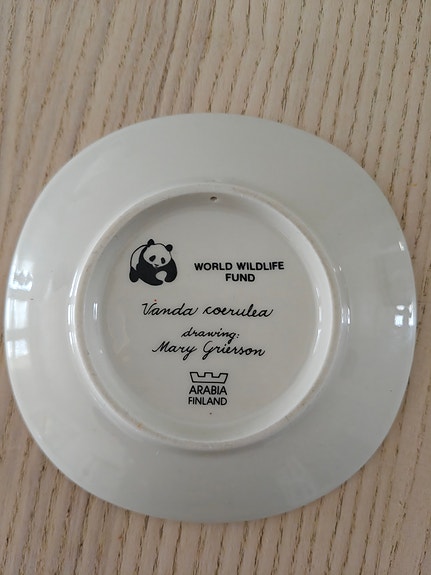 WORLD WILDLIFE
FUND
Vanda coerulea
drawing:
Mary Grierson
ARABIA
FINLAND